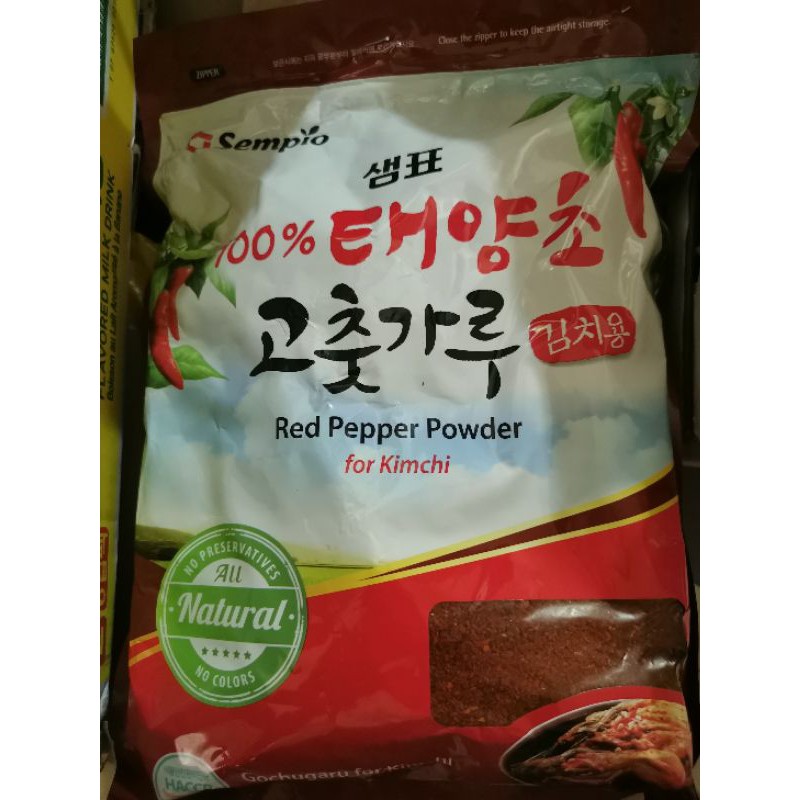 ZIPPER
Close the zipper to keep the airtight storage.
Sempio
샘표
100% 태양초
고춧가루 김치용
Red Pepper Powder
for Kimchi
NO PRESERVATIVES
All
Natural
NO COLORS
HACCP
Gochugaru for
FLAVORED MILK DRINK